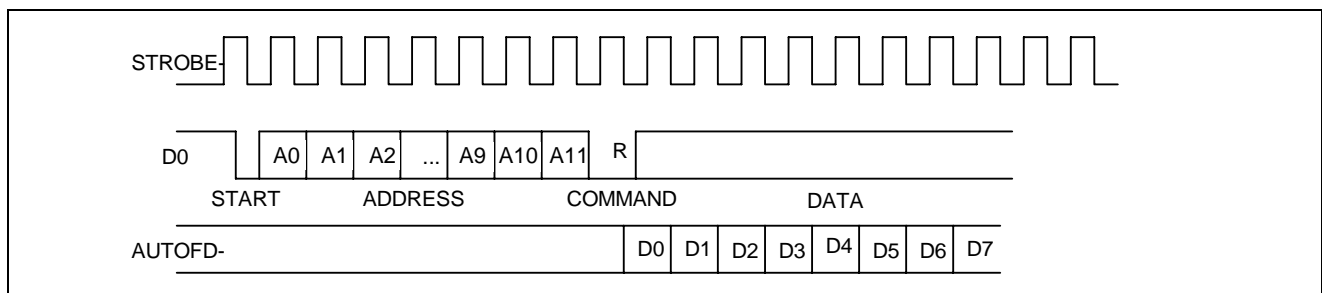 STROBE-
D0 A0 A1 A2 ... A9 A10 A11 R
START ADDRESS COMMAND DATA
AUTOFD- D0 D1 D2 D3 D4 D5 D6 D7